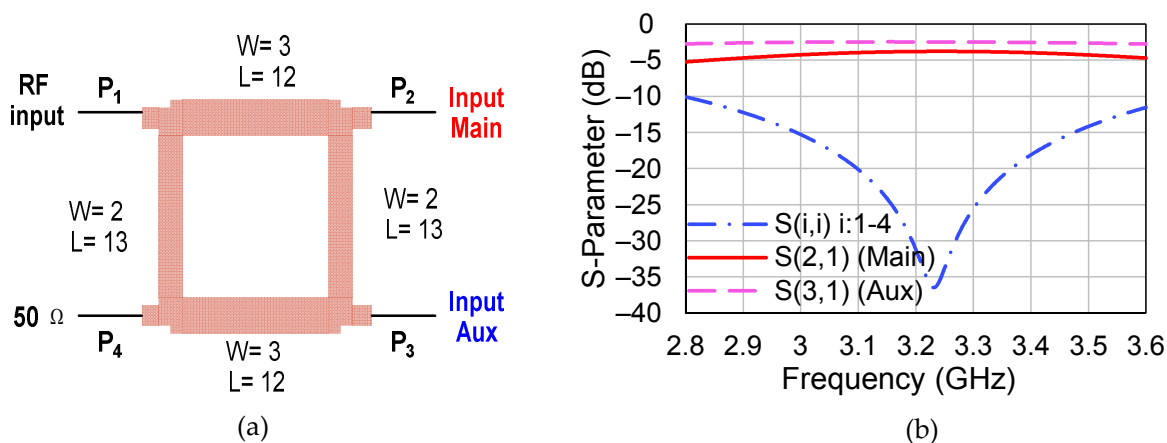 W= 3
L= 12
RF
input
P1
P2
Input
Main
W= 2
L= 13
W= 2
L= 13
50 Ω
P4
P3
Input
Aux
W= 3
L= 12
(a)
S-Parameter (dB)
0
–5
–10
–15
–20
–25
–30
–35
–40
S(i,i) i:1-4
S(2,1) (Main)
S(3,1) (Aux)
2.8 2.9 3 3.1 3.2 3.3 3.4 3.5 3.6
Frequency (GHz)
(b)